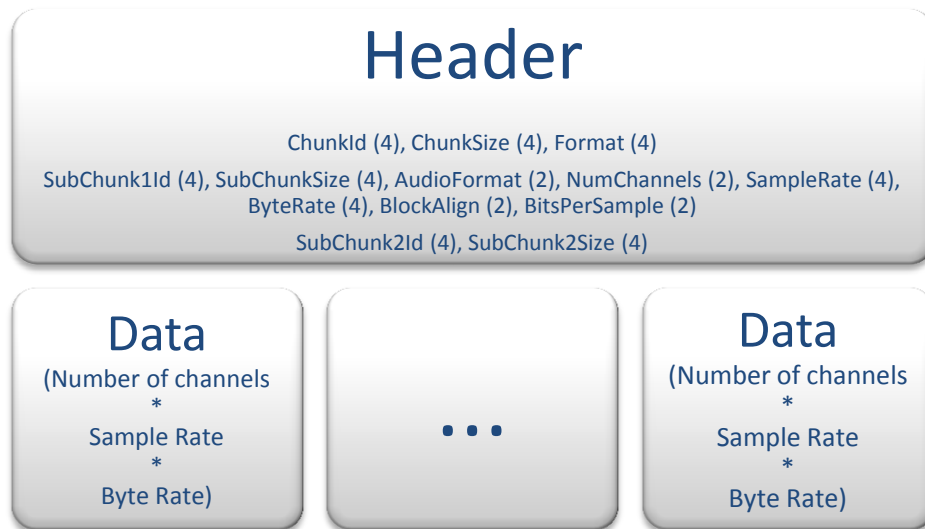 Header
ChunkId (4), ChunkSize (4), Format (4)
SubChunk1Id (4), SubChunkSize (4), AudioFormat (2), NumChannels (2), SampleRate (4),
ByteRate (4), BlockAlign (2), BitsPerSample (2)
SubChunk2Id (4), SubChunk2Size (4)
Data
(Number of channels
*
Sample Rate
*
Byte Rate)
...
Data
(Number of channels
*
Sample Rate
*
Byte Rate)